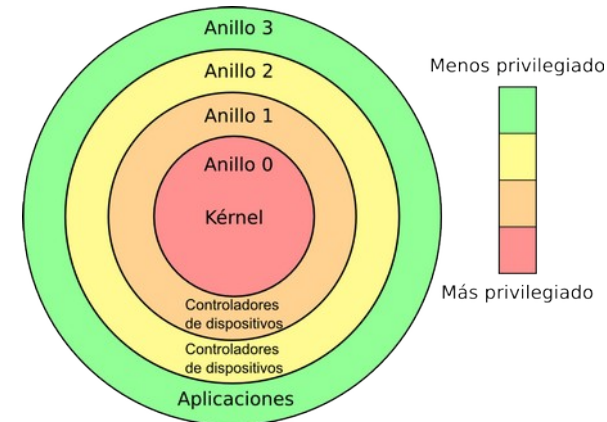 Anillo 3
Anillo 2
Anillo 1
Anillo 0
Kérnel
Controladores
de dispositivos
Controladores
de dispositivos
Aplicaciones
Menos privilegiado
Más privilegiado